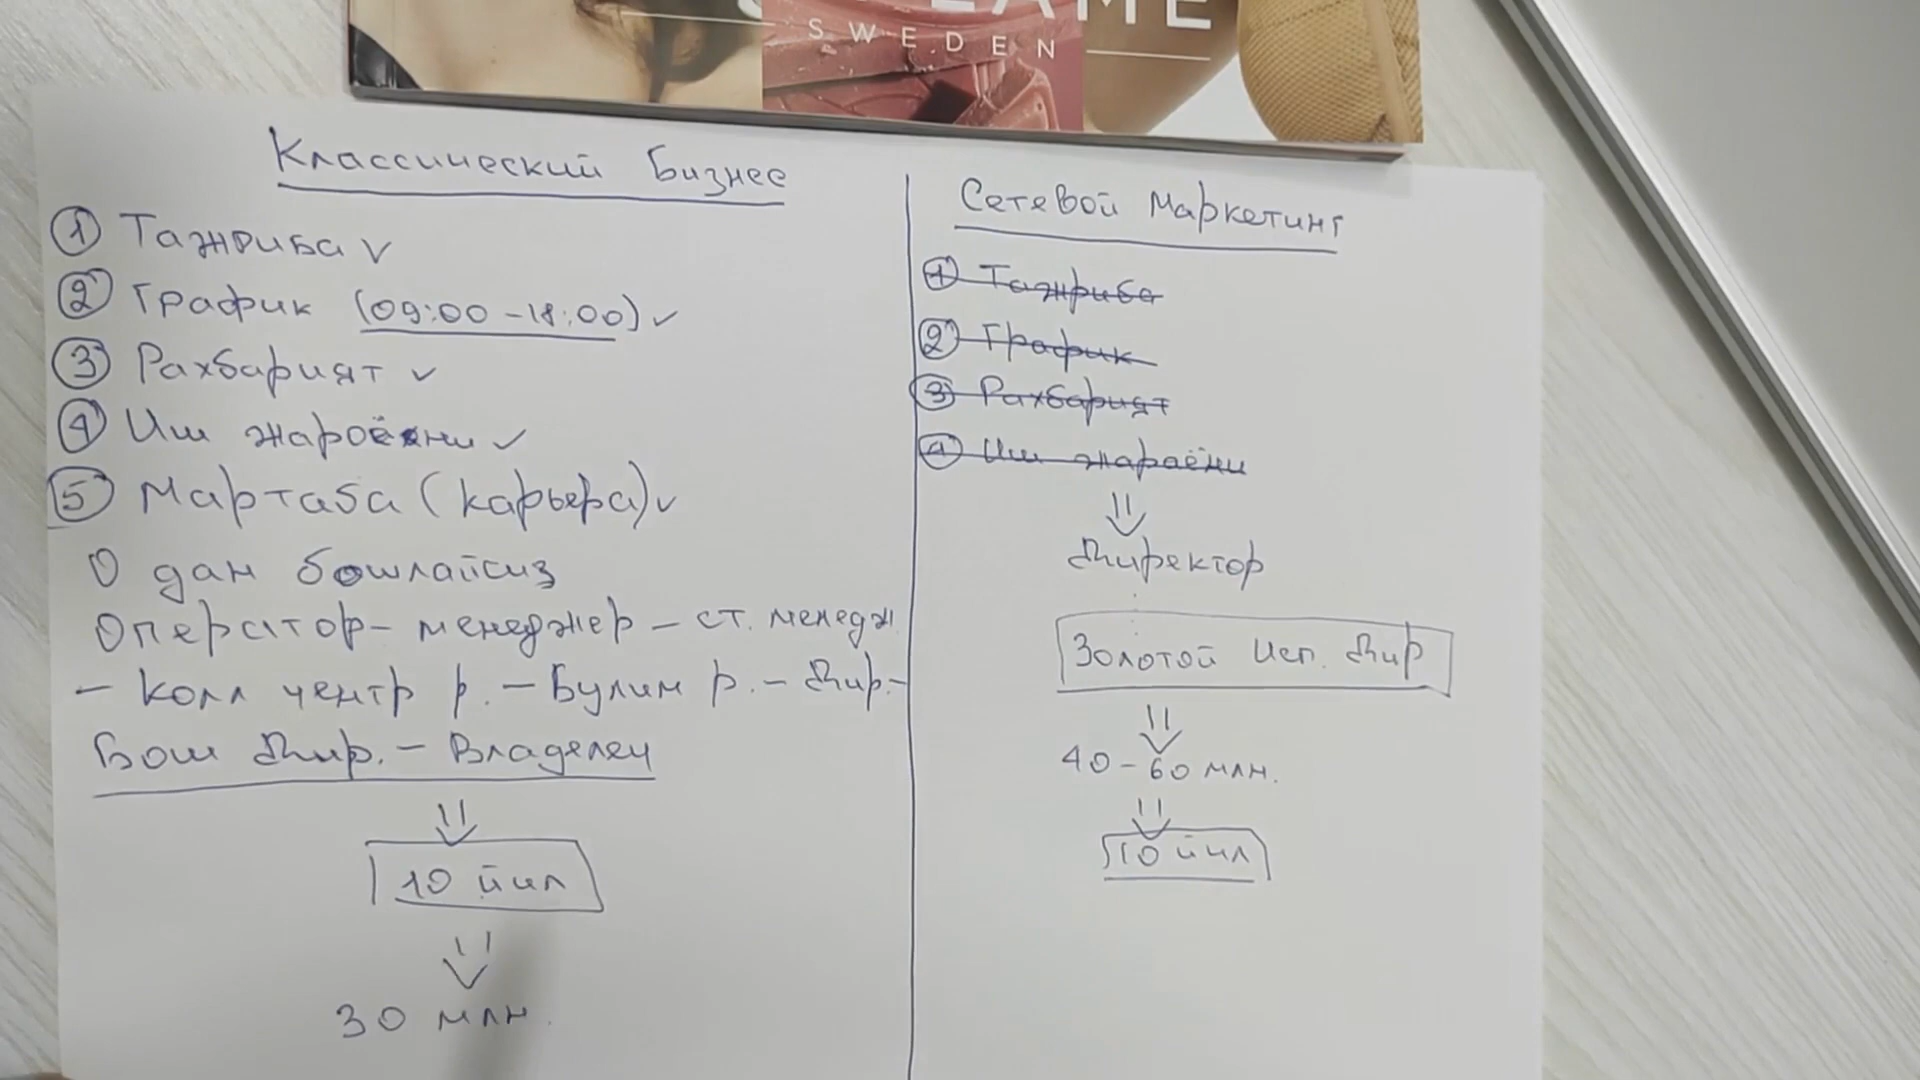 SWEDEN
Классический бизнес
1 Тажриба
2 График (09:00 - 18:00)
3 Рахбарият
4 Иш жароёни
5 Мартаба (карьера)
0 дан бошлайсиз
Оператор - менеджер - ст. менедж
- Колл центр р. - Булим р. - Дир. -
Бош Дир. - Владелец
10 йил
30 млн.
Сетевой Маркетинг
1 Тажриба
2 График
3 Рахбарият
4 Иш жараёни
Директор
Золотой Исп. Дир
40 - 60 млн.
10 йил